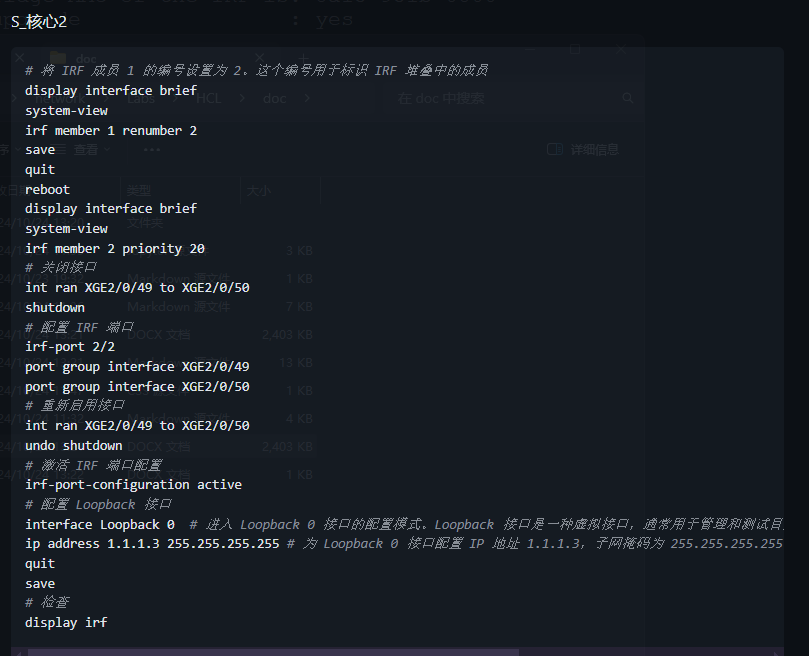 S_核心2
# 将 IRF 成员 1 的编号设置为 2。这个编号用于标识 IRF 堆叠中的成员
display interface brief
system-view
irf member 1 renumber 2
save
quit
reboot
display interface brief
system-view
irf member 2 priority 20
# 关闭接口
int ran XGE2/0/49 to XGE2/0/50
shutdown
# 配置 IRF 端口
irf-port 2/2
port group interface XGE2/0/49
port group interface XGE2/0/50
# 重新启用接口
int ran XGE2/0/49 to XGE2/0/50
undo shutdown
# 激活 IRF 端口配置
irf-port-configuration active
# 配置 Loopback 接口
interface Loopback 0  # 进入 Loopback 0 接口的配置模式。Loopback 接口是一种虚拟接口，通常用于管理和测试目
ip address 1.1.1.3 255.255.255.255 # 为 Loopback 0 接口配置 IP 地址 1.1.1.3，子网掩码为 255.255.255.255
quit
save
# 检查
display irf